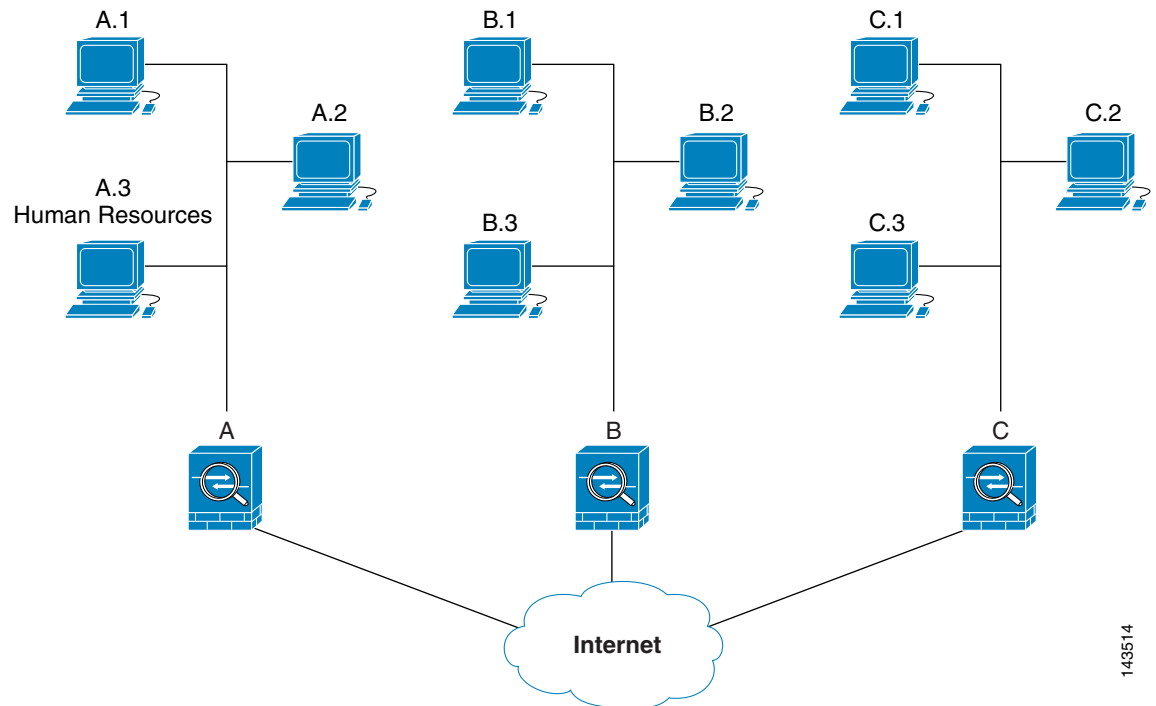 A.1
B.1
C.1
A.2
B.2
C.2
A.3
Human Resources
B.3
C.3
A
B
C
Internet
143514